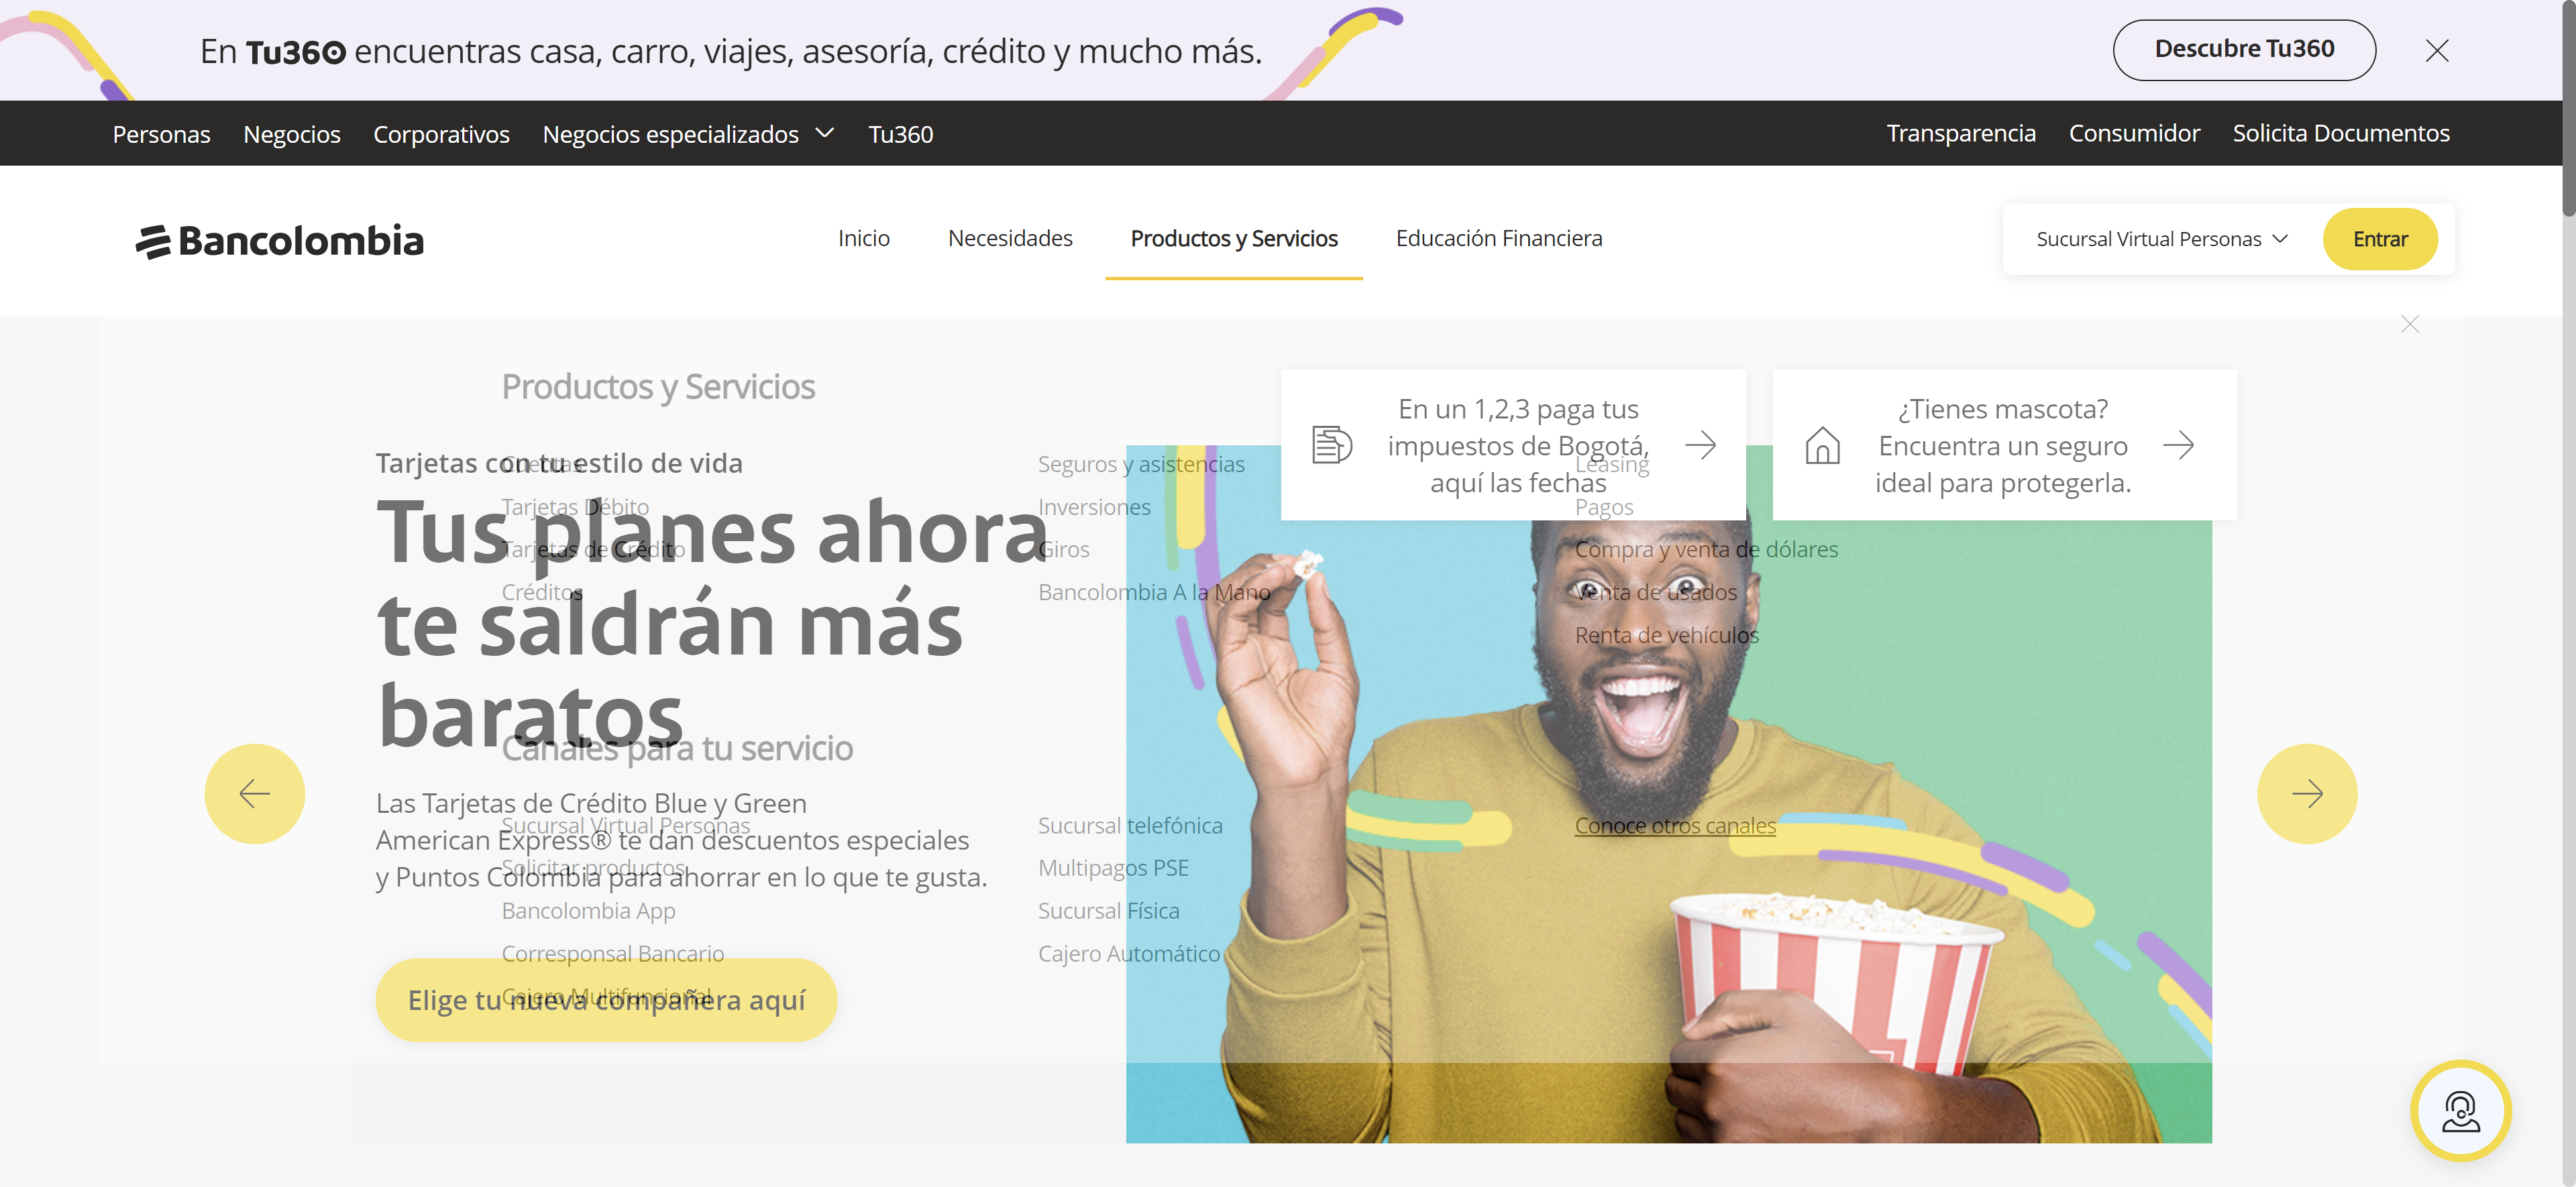 En Tu360 encuentras casa, carro, viajes, asesoría, crédito y mucho más.
Descubre Tu360
Personas
Negocios
Corporativos
Negocios especializados
Tu360
Transparencia
Consumidor
Solicita Documentos
Bancolombia
Inicio
Necesidades
Productos y Servicios
Educación Financiera
Sucursal Virtual Personas
Entrar
Productos y Servicios
Cuentas
Tarjetas Débito
Tarjetas de Crédito
Créditos
Seguros y asistencias
Inversiones
Giros
Bancolombia A la Mano
Leasing
Pagos
Compra y venta de dólares
Venta de usados
Renta de vehículos
En un 1,2,3 paga tus
impuestos de Bogotá,
aquí las fechas
¿Tienes mascota?
Encuentra un seguro
ideal para protegerla.
Tarjetas con tu estilo de vida
Tus planes ahora
te saldrán más
baratos
Las Tarjetas de Crédito Blue y Green
American Express® te dan descuentos especiales
y Puntos Colombia para ahorrar en lo que te gusta.
Elige tu nueva compañera aquí
Canales para tu servicio
Sucursal Virtual Personas
Solicitar productos
Bancolombia App
Corresponsal Bancario
Cajero Multifuncional
Sucursal telefónica
Multipagos PSE
Sucursal Física
Cajero Automático
Conoce otros canales